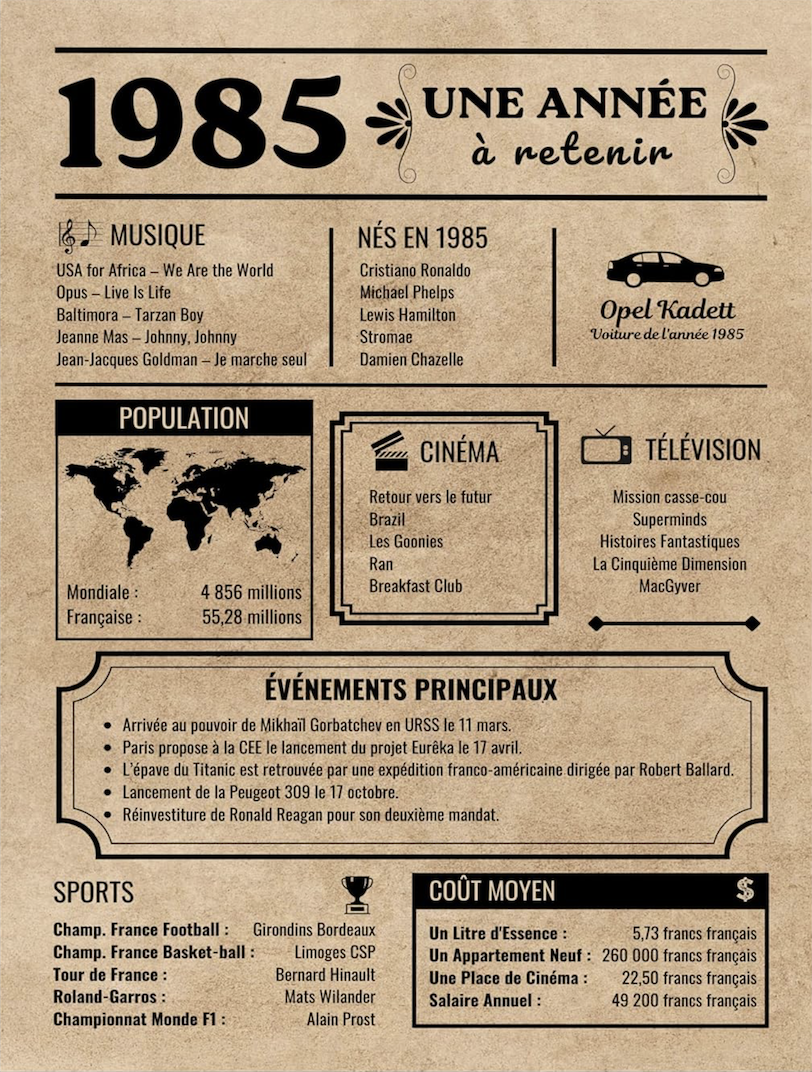 1985
UNE ANNÉE
à retenir
MUSIQUE
USA for Africa – We Are the World
Opus – Live Is Life
Baltimora – Tarzan Boy
Jeanne Mas – Johnny, Johnny
Jean-Jacques Goldman – Je marche seul
NÉS EN 1985
Cristiano Ronaldo
Michael Phelps
Lewis Hamilton
Stromae
Damien Chazelle
Opel Kadett
Voiture de l'année 1985
POPULATION
Mondiale : 4 856 millions
Française : 55,28 millions
CINÉMA
Retour vers le futur
Brazil
Les Goonies
Ran
Breakfast Club
TÉLÉVISION
Mission casse-cou
Superminds
Histoires Fantastiques
La Cinquième Dimension
MacGyver
ÉVÉNEMENTS PRINCIPAUX
• Arrivée au pouvoir de Mikhaïl Gorbatchev en URSS le 11 mars.
• Paris propose à la CEE le lancement du projet Eurêka le 17 avril.
• L'épave du Titanic est retrouvée par une expédition franco-américaine dirigée par Robert Ballard.
• Lancement de la Peugeot 309 le 17 octobre.
• Réinvestiture de Ronald Reagan pour son deuxième mandat.
SPORTS
Champ. France Football : Girondins Bordeaux
Champ. France Basket-ball : Limoges CSP
Tour de France : Bernard Hinault
Roland-Garros : Mats Wilander
Championnat Monde F1 : Alain Prost
COÛT MOYEN $
Un Litre d'Essence : 5,73 francs français
Un Appartement Neuf : 260 000 francs français
Une Place de Cinéma : 22,50 francs français
Salaire Annuel : 49 200 francs français